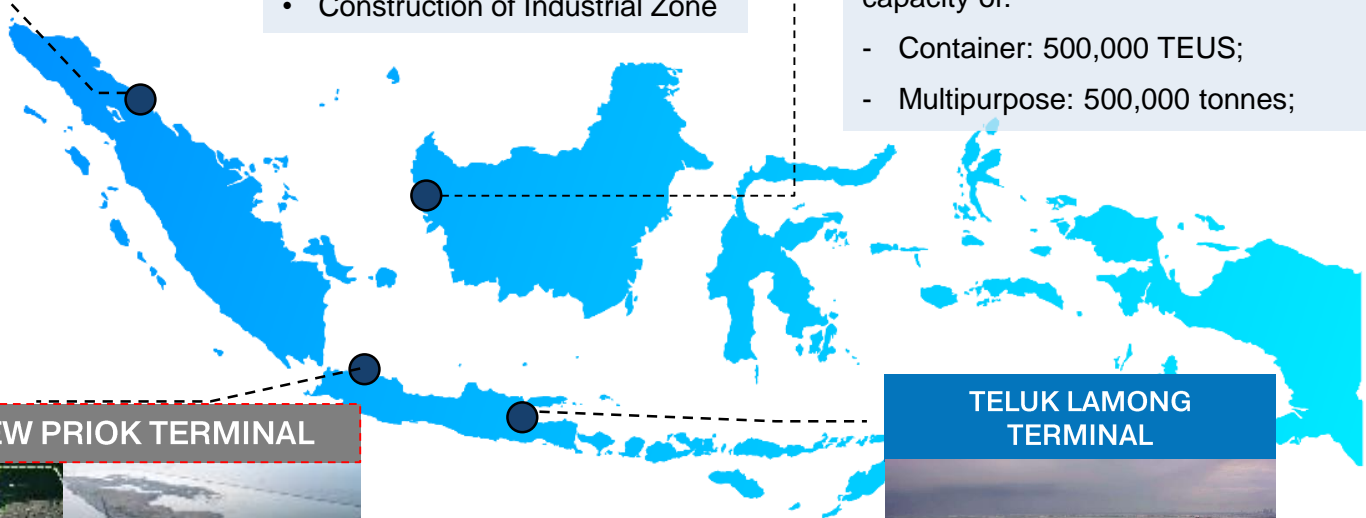 • Construction of Industrial Zone
capacity of:
- Container: 500,000 TEUS;
- Multipurpose: 500,000 tonnes;
EW PRIOK TERMINAL
TELUK LAMONG
TERMINAL